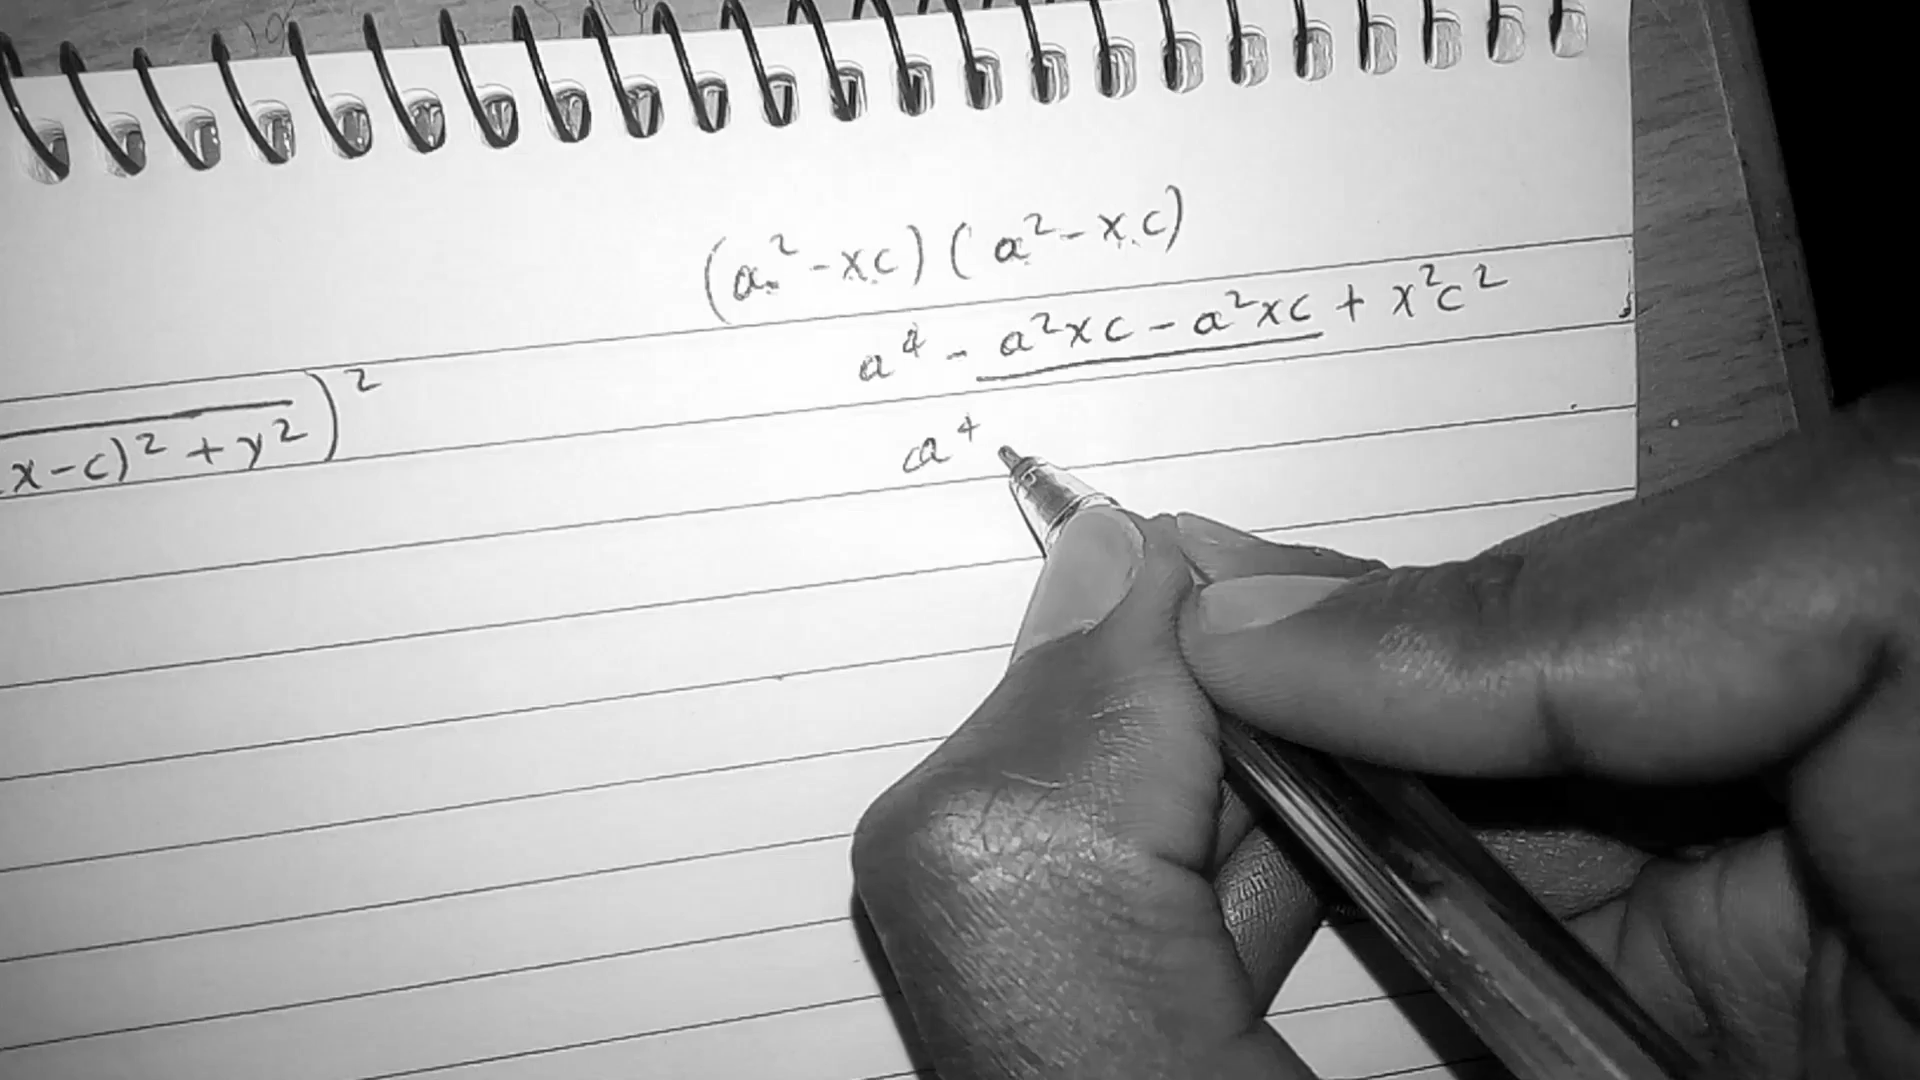 (a²-xc)(a²-xc)
a⁴ - a²xc - a²xc + x²c²
x-c)² + y²)²
a⁴